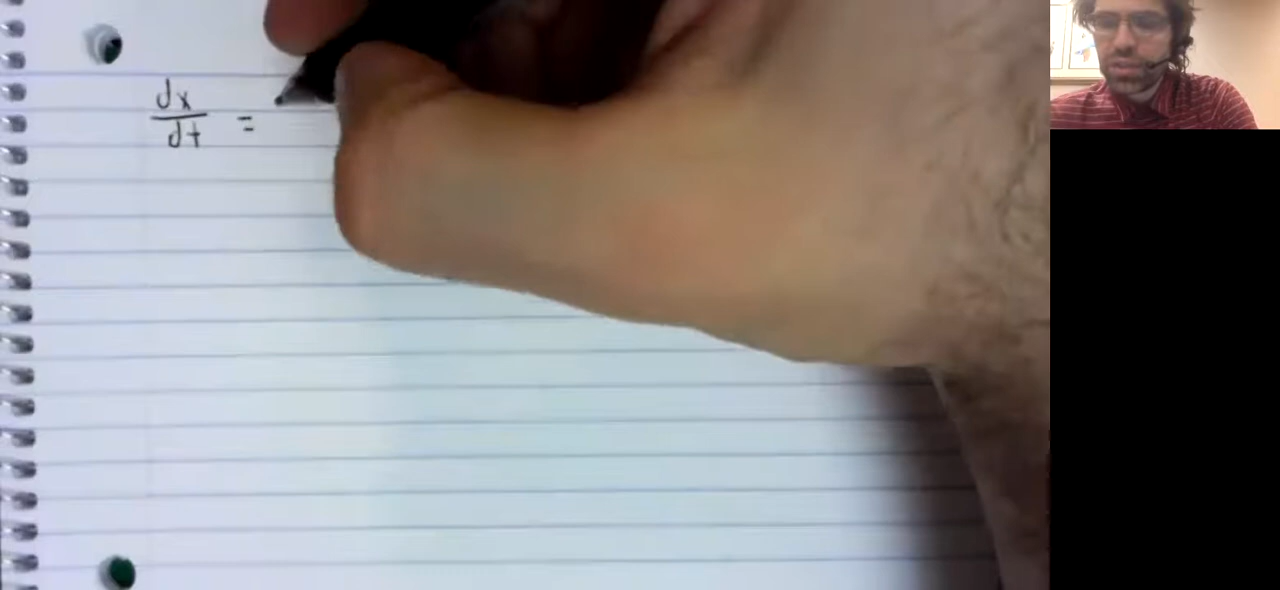 dx/dt =